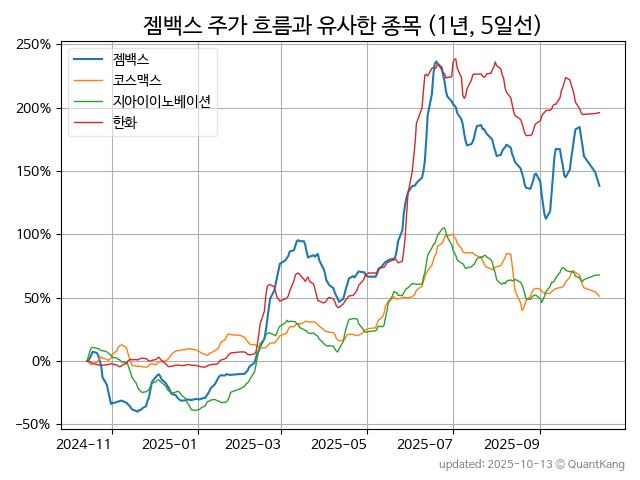 젬백스 주가 흐름과 유사한 종목 (1년, 5일선)
젬백스
코스맥스
지아이이노베이션
한화
250%
200%
150%
100%
50%
0%
−50%
2024-11
2025-01
2025-03
2025-05
2025-07
2025-09
updated: 2025-10-13 © QuantKang